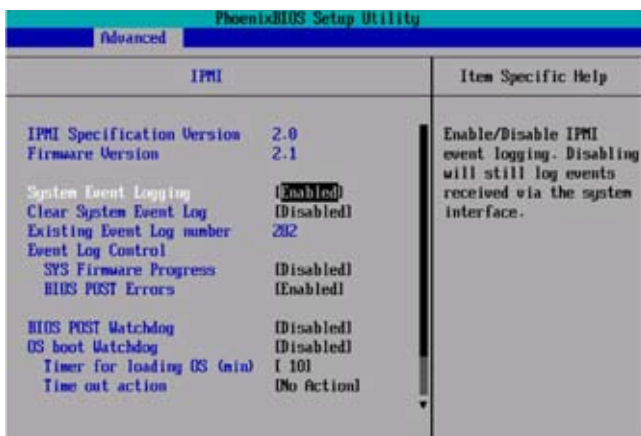 PhoenixBIOS Setup Utility
Advanced
IPMI
Item Specific Help
IPMI Specification Version 2.0
Firmware Version 2.1
System Event Logging [Enabled]
Clear System Event Log [Disabled]
Existing Event Log number 282
Event Log Control
SYS Firmware Progress [Disabled]
BIOS POST Errors [Enabled]
BIOS POST Watchdog [Disabled]
OS boot Watchdog [Disabled]
Timer for loading OS (min) [ 10]
Time out action [No Action]
Enable/Disable IPMI
event logging. Disabling
will still log events
received via the system
interface.